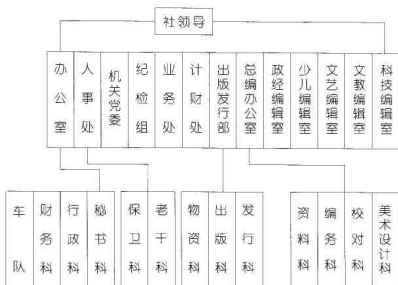 社领导
办公室
人事处
机关党委
纪检组
业务处
计财处
出版发行部
总编办公室
政经编辑室
少儿编辑室
文艺编辑室
文教编辑室
科技编辑室
车队
财务科
行政科
秘书科
保卫科
老干科
物资科
出版科
发行科
资料科
编务科
校对科
美术设计科